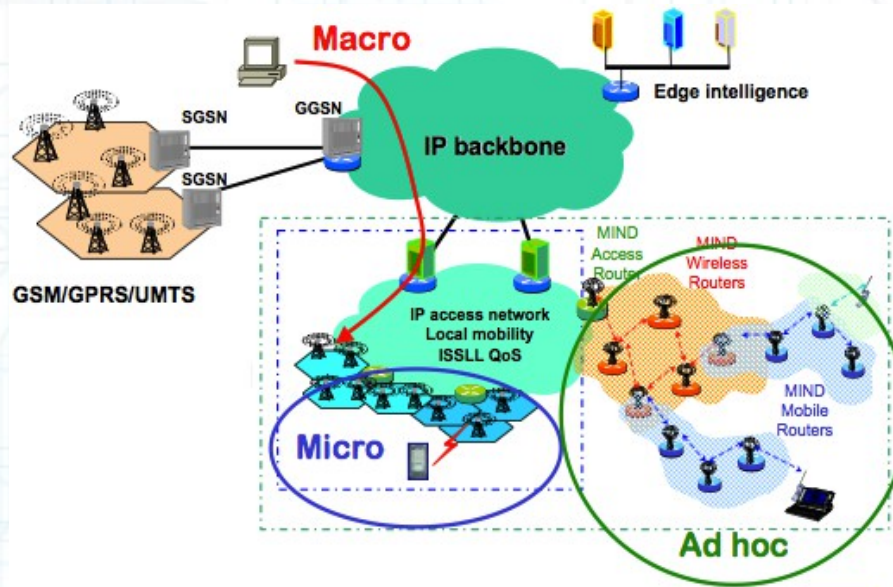 Macro
SGSN
GGSN
Edge intelligence
IP backbone
SGSN
GSM/GPRS/UMTS
MIND
Access
Router
MIND
Wireless
Routers
IP access network
Local mobility
ISSLL QoS
MIND
Mobile
Routers
Micro
Ad hoc